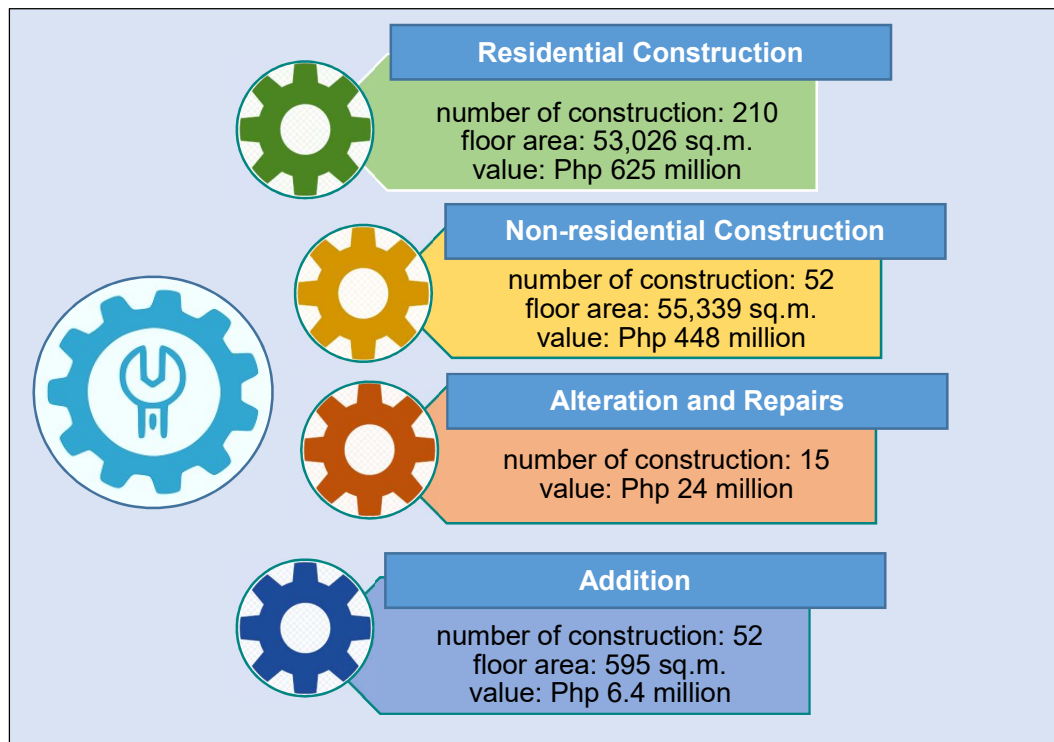 Residential Construction
number of construction: 210
floor area: 53,026 sq.m.
value: Php 625 million
Non-residential Construction
number of construction: 52
floor area: 55,339 sq.m.
value: Php 448 million
Alteration and Repairs
number of construction: 15
value: Php 24 million
Addition
number of construction: 52
floor area: 595 sq.m.
value: Php 6.4 million